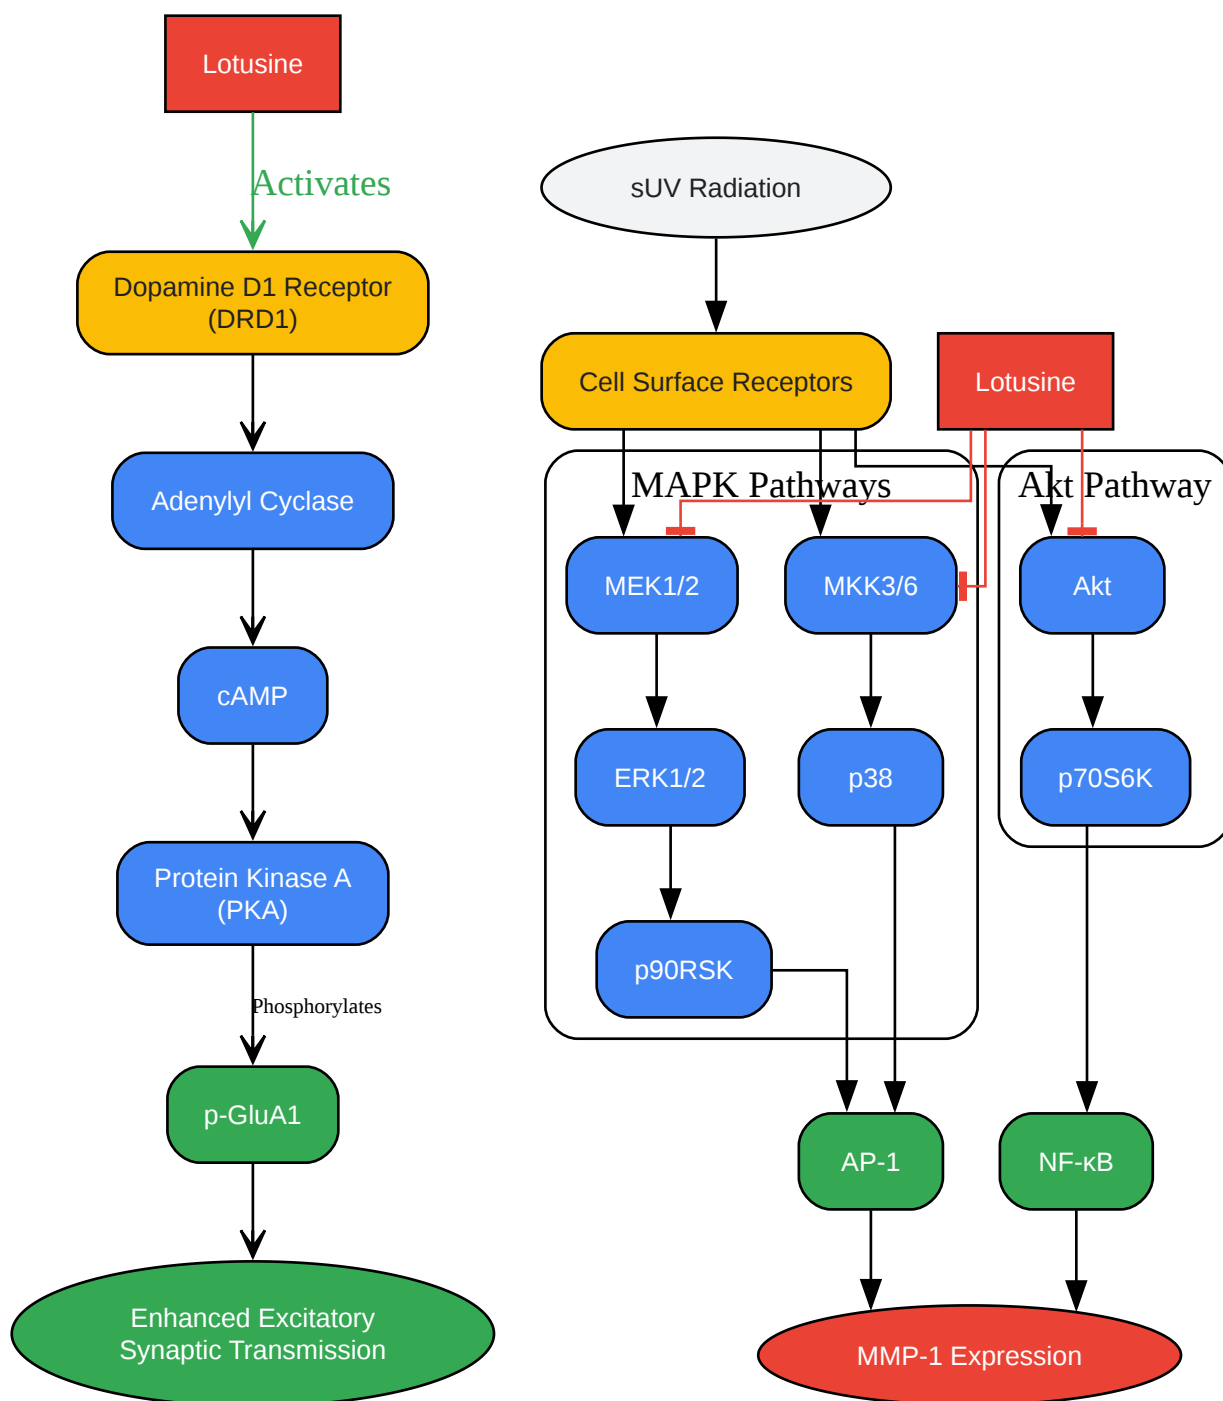 Lotusine
Activates
Dopamine D1 Receptor
(DRD1)
Adenylyl Cyclase
cAMP
Protein Kinase A
(PKA)
Phosphorylates
p-GluA1
Enhanced Excitatory
Synaptic Transmission
sUV Radiation
Cell Surface Receptors
Lotusine
MAPK Pathways
Akt Pathway
MEK1/2
MKK3/6
Akt
ERK1/2
p38
p70S6K
p90RSK
AP-1
NF-κB
MMP-1 Expression